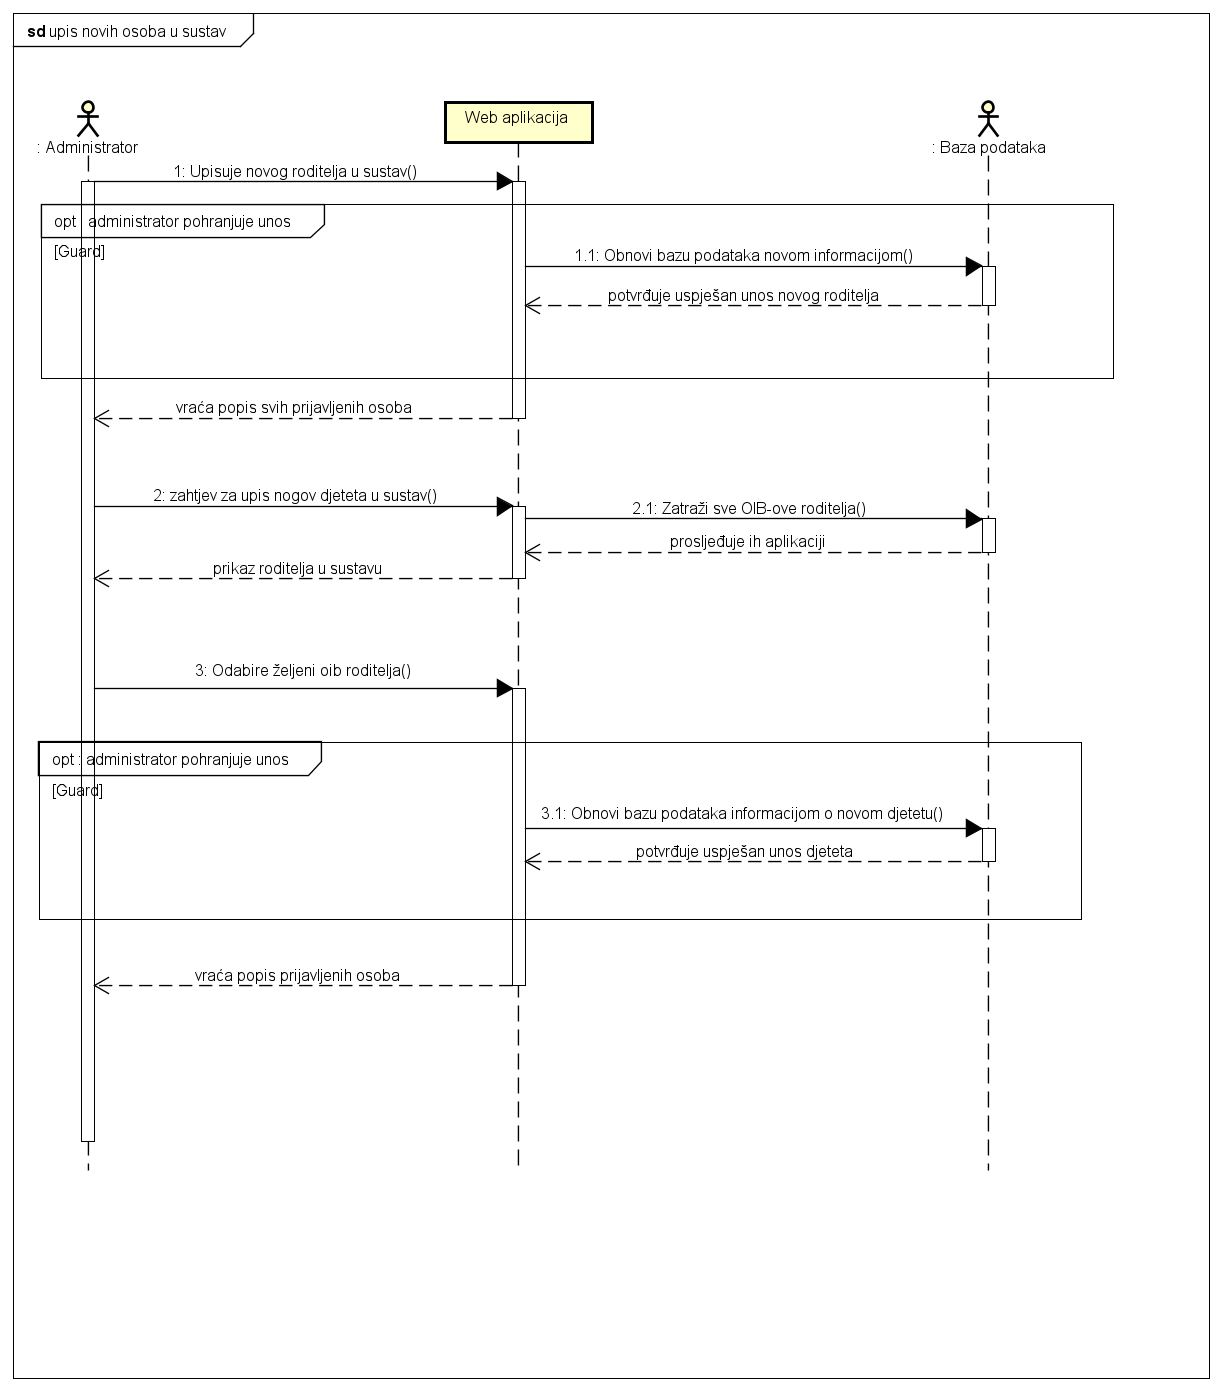 sd upis novih osoba u sustav
: Administrator
Web aplikacija
: Baza podataka
1: Upisuje novog roditelja u sustav()
opt : administrator pohranjuje unos
[Guard]
1.1: Obnovi bazu podataka novom informacijom()
potvrđuje uspješan unos novog roditelja
vraća popis svih prijavljenih osoba
2: zahtjev za upis nogov djeteta u sustav()
2.1: Zatraži sve OIB-ove roditelja()
prosljeđuje ih aplikaciji
prikaz roditelja u sustavu
3: Odabire željeni oib roditelja()
opt : administrator pohranjuje unos
[Guard]
3.1: Obnovi bazu podataka informacijom o novom djetetu()
potvrđuje uspješan unos djeteta
vraća popis prijavljenih osoba